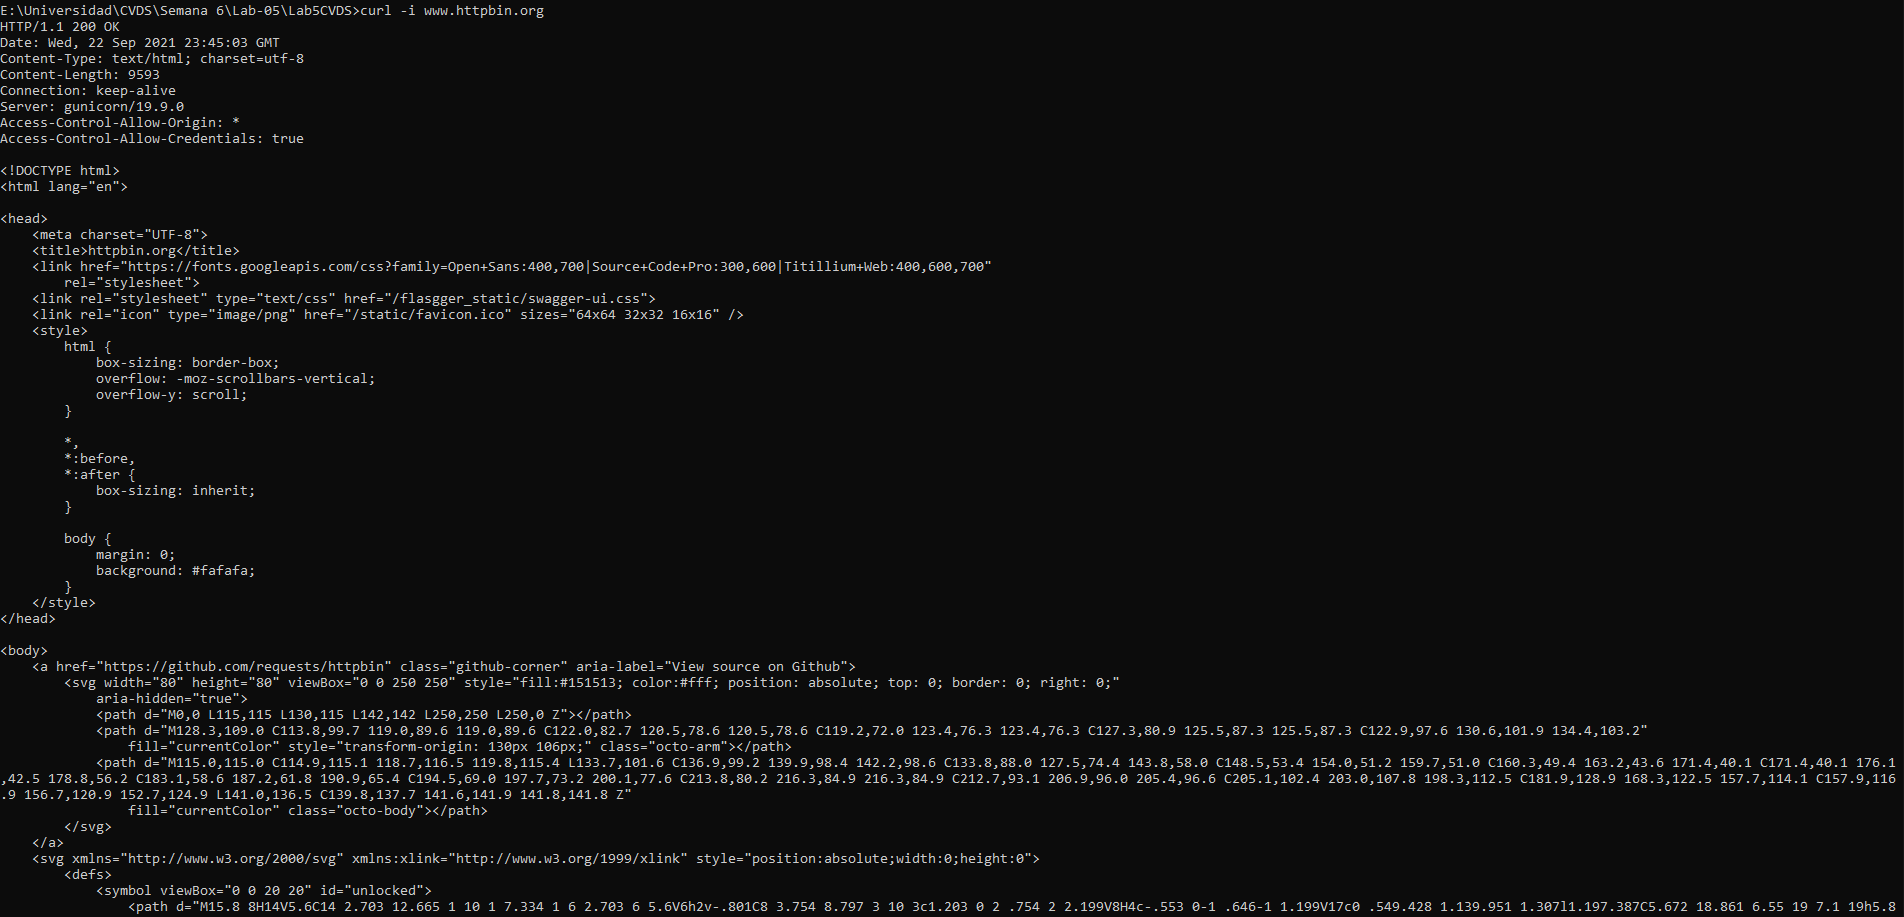 E:\Universidad\CVDS\Semana 6\Lab-05\Lab5CVDS>curl -i www.httpbin.org
HTTP/1.1 200 OK
Date: Wed, 22 Sep 2021 23:45:03 GMT
Content-Type: text/html; charset=utf-8
Content-Length: 9593
Connection: keep-alive
Server: gunicorn/19.9.0
Access-Control-Allow-Origin: *
Access-Control-Allow-Credentials: true

<!DOCTYPE html>
<html lang="en">

<head>
    <meta charset="UTF-8">
    <title>httpbin.org</title>
    <link href="https://fonts.googleapis.com/css?family=Open+Sans:400,700|Source+Code+Pro:300,600|Titillium+Web:400,600,700"
        rel="stylesheet">
    <link rel="stylesheet" type="text/css" href="/flasgger_static/swagger-ui.css">
    <link rel="icon" type="image/png" href="/static/favicon.ico" sizes="64x64 32x32 16x16" />
    <style>
        html {
            box-sizing: border-box;
            overflow: -moz-scrollbars-vertical;
            overflow-y: scroll;
        }

        *,
        *:before,
        *:after {
            box-sizing: inherit;
        }

        body {
            margin: 0;
            background: #fafafa;
        }
    </style>
</head>

<body>
    <a href="https://github.com/requests/httpbin" class="github-corner" aria-label="View source on Github">
        <svg width="80" height="80" viewBox="0 0 250 250" style="fill:#151513; color:#fff; position: absolute; top: 0; border: 0; right: 0;"
            aria-hidden="true">
            <path d="M0,0 L115,115 L130,115 L142,142 L250,250 L250,0 Z"></path>
            <path d="M128.3,109.0 C113.8,99.7 119.0,89.6 119.0,89.6 C122.0,82.7 120.5,78.6 120.5,78.6 C119.2,72.0 123.4,76.3 123.4,76.3 C127.3,80.9 125.5,87.3 125.5,87.3 C122.9,97.6 130.6,101.9 134.4,103.2"
                fill="currentColor" style="transform-origin: 130px 106px;" class="octo-arm"></path>
            <path d="M115.0,115.0 C114.9,115.1 118.7,116.5 119.8,115.4 L133.7,101.6 C136.9,99.2 139.9,98.4 142.2,98.6 C133.8,88.0 127.5,74.4 143.8,58.0 C148.5,53.4 154.0,51.2 159.7,51.0 C160.3,49.4 163.2,43.6 171.4,40.1 C171.4,40.1 176.1
,42.5 178.8,56.2 C183.1,58.6 187.2,61.8 190.9,65.4 C194.5,69.0 197.7,73.2 200.1,77.6 C213.8,80.2 216.3,84.9 216.3,84.9 C212.7,93.1 206.9,96.0 205.4,96.6 C205.1,102.4 203.0,107.8 198.3,112.5 C181.9,128.9 168.3,122.5 157.7,114.1 C157.9,116
.9 156.7,120.9 152.7,124.9 L141.0,136.5 C139.8,137.7 141.6,141.9 141.8,141.8 Z"
                fill="currentColor" class="octo-body"></path>
        </svg>
    </a>
    <svg xmlns="http://www.w3.org/2000/svg" xmlns:xlink="http://www.w3.org/1999/xlink" style="position:absolute;width:0;height:0">
        <defs>
            <symbol viewBox="0 0 20 20" id="unlocked">
                <path d="M15.8 8H14V5.6C14 2.703 12.665 1 10 1 7.334 1 6 2.703 6 5.6V6h2v-.801C8 3.754 8.797 3 10 3c1.203 0 2 .754 2 2.199V8H4c-.553 0-1 .646-1 1.199V17c0 .549.428 1.139.951 1.307l1.197.387C5.672 18.861 6.55 19 7.1 19h5.8